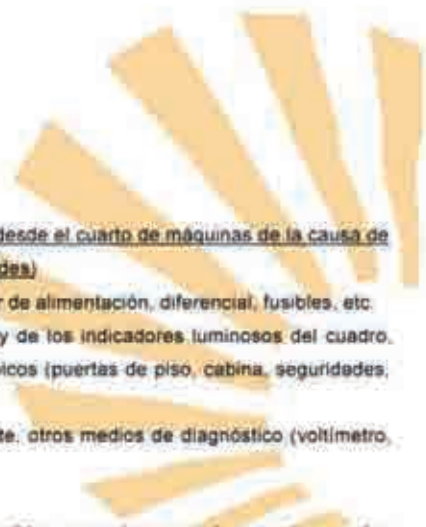 desde el cuarto de máquinas de la causa de
des)
r de alimentación, diferencial, fusibles, etc
y de los indicadores luminosos del cuadro,
picos (puertas de piso, cabina, seguridades,
te, otros medios de diagnóstico (voltímetro,